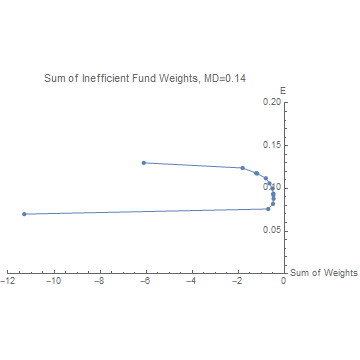 Sum of Inefficient Fund Weights, MD=0.14
E
0.20
0.15
0.10
0.05
Sum of Weights
−12 −10 −8 −6 −4 −2 0